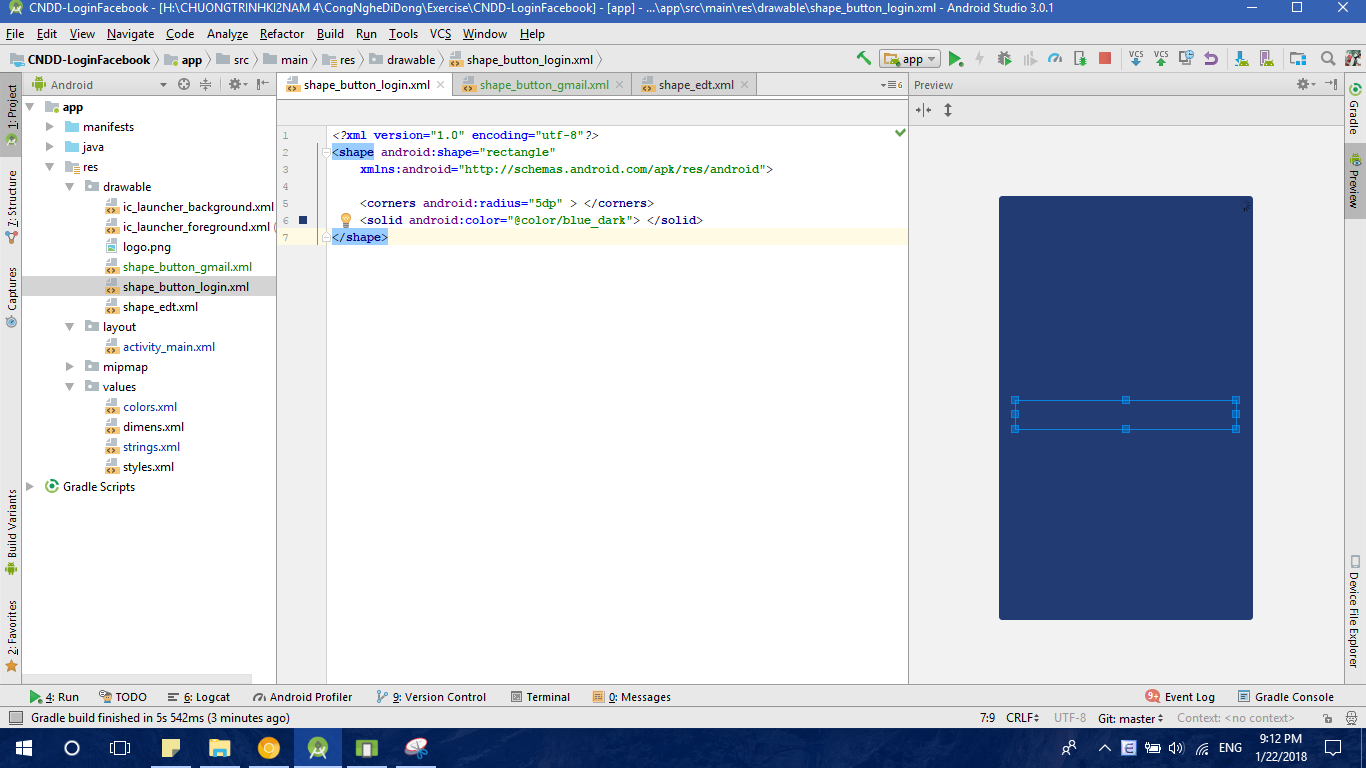 CNDD-LoginFacebook - [H:\CHUONGTRINHKI2NAM 4\CongNgheDiDong\Exercise\CNDD-LoginFacebook] - [app] - ...\app\src\main\res\drawable\shape_button_login.xml - Android Studio 3.0.1
File Edit View Navigate Code Analyze Refactor Build Run Tools VCS Window Help
CNDD-LoginFacebook app src main res drawable shape_button_login.xml app VCS VCS
Android shape_button_login.xml shape_button_gmail.xml shape_edt.xml 6 Preview
1: Project
7: Structure
Captures
Build Variants
2: Favorites
app
manifests
java
res
drawable
ic_launcher_background.xml
ic_launcher_foreground.xml (
logo.png
shape_button_gmail.xml
shape_button_login.xml
shape_edt.xml
layout
activity_main.xml
mipmap
values
colors.xml
dimens.xml
strings.xml
styles.xml
Gradle Scripts
1 <?xml version="1.0" encoding="utf-8"?>
2 <shape android:shape="rectangle"
3 xmlns:android="http://schemas.android.com/apk/res/android">
4
5 <corners android:radius="5dp" > </corners>
6 <solid android:color="@color/blue_dark"> </solid>
7 </shape>
Gradle
Preview
Device File Explorer
4: Run TODO 6: Logcat Android Profiler 9: Version Control Terminal 0: Messages 9+ Event Log Gradle Console
Gradle build finished in 5s 542ms (3 minutes ago) 7:9 CRLF UTF-8 Git: master Context: <no context>
E ENG 9:12 PM
1/22/2018